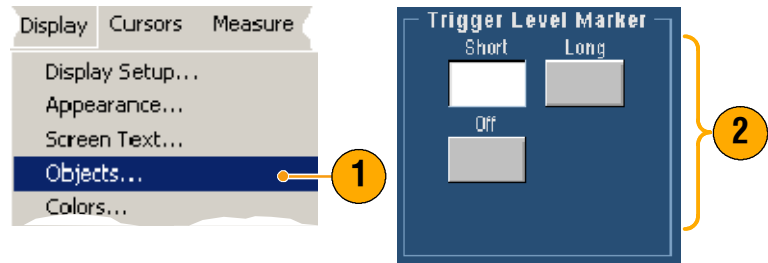 Display Cursors Measure
Display Setup...
Appearance...
Screen Text...
Objects...
Colors...
1
Trigger Level Marker
Short Long
Off
2